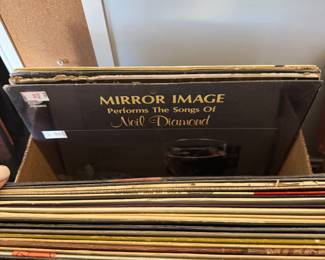 MIRROR IMAGE
Performs The Songs Of
Neil Diamond